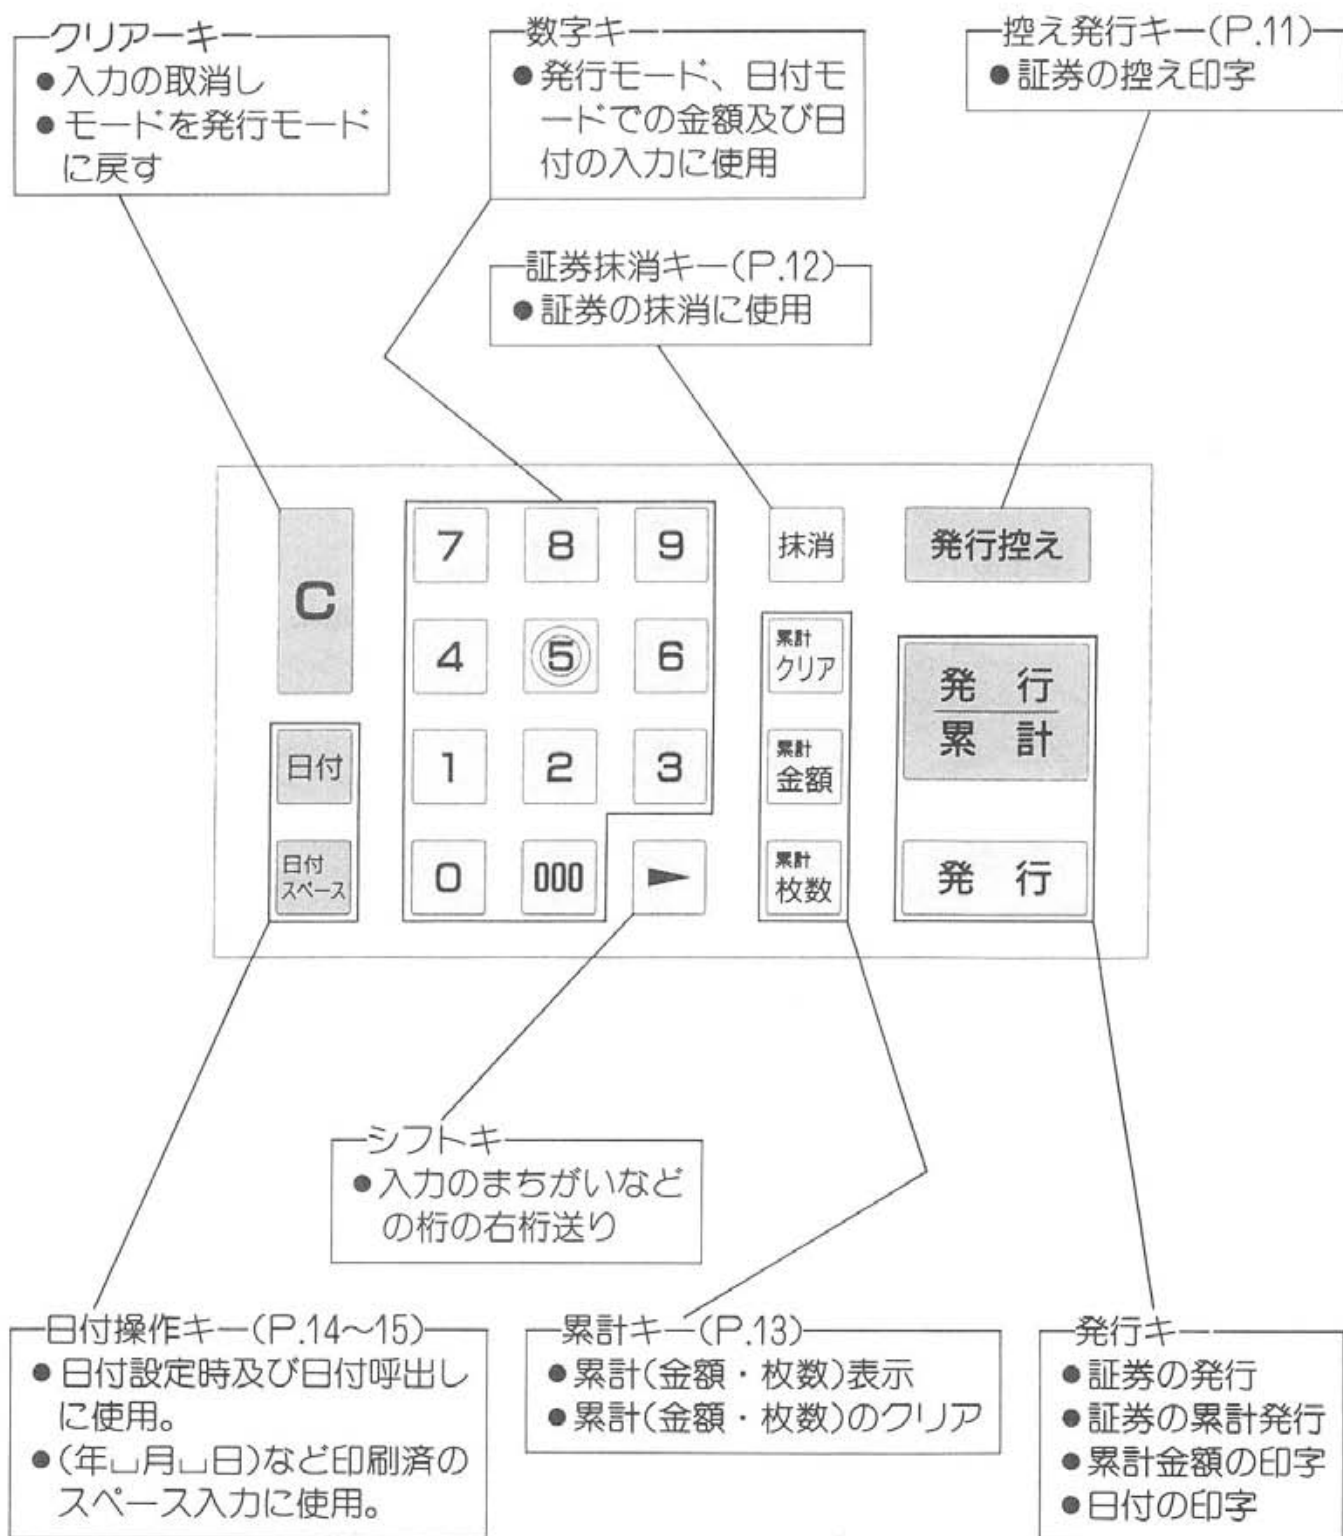 クリアーキー
●入力の取消し
●モードを発行モード
に戻す
数字キー
●発行モード、日付モ
ードでの金額及び日
付の入力に使用
控え発行キー(P.11)
●証券の控え印字
証券抹消キー(P.12)
●証券の抹消に使用
C
7 8 9
抹消
発行控え
4 5 6
累計
クリア
発 行
累 計
日付
1 2 3
累計
金額
日付
スペース
0 000 ►
累計
枚数
発 行
シフトキー
●入力のまちがいなど
の桁の右桁送り
日付操作キー(P.14～15)
●日付設定時及び日付呼出し
に使用。
●(年␣月␣日)など印刷済の
スペース入力に使用。
累計キー(P.13)
●累計(金額・枚数)表示
●累計(金額・枚数)のクリア
発行キー
●証券の発行
●証券の累計発行
●累計金額の印字
●日付の印字